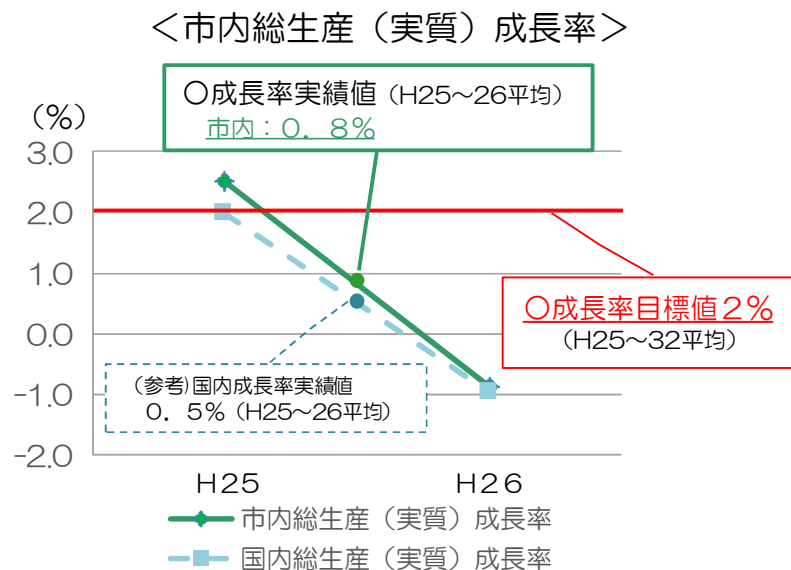 ＜市内総生産（実質）成長率＞
○成長率実績値（H25～26平均）
市内：０．８％
（％）
3.0
2.0
1.0
0.0
-1.0
-2.0
○成長率目標値２％
（H25～32平均）
（参考）国内成長率実績値
０．５％（H25～26平均）
Ｈ25
Ｈ２６
市内総生産（実質）成長率
国内総生産（実質）成長率